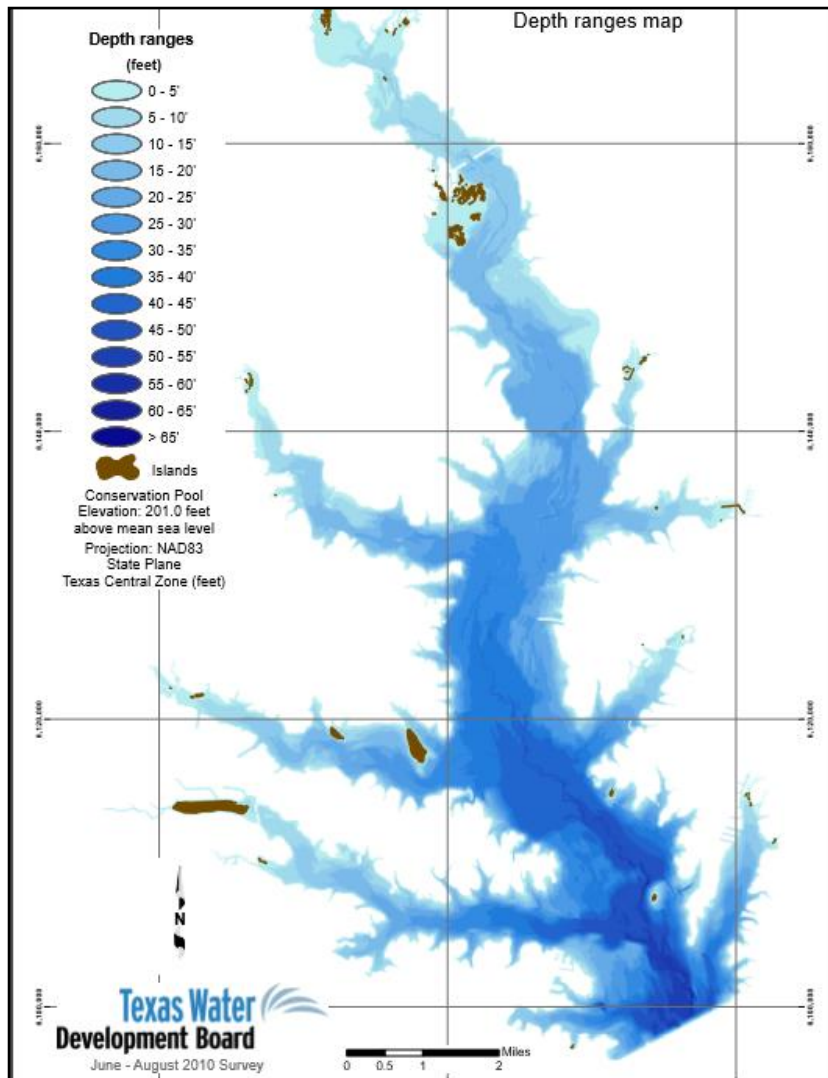 Depth ranges map
Depth ranges
(feet)
0 - 5'
5 - 10'
10 - 15'
15 - 20'
20 - 25'
25 - 30'
30 - 35'
35 - 40'
40 - 45'
45 - 50'
50 - 55'
55 - 60'
60 - 65'
> 65'
Islands
Conservation Pool
Elevation: 201.0 feet
above mean sea level
Projection: NAD83
State Plane
Texas Central Zone (feet)
N
Texas Water
Development Board
June - August 2010 Survey
Miles
0 0.5 1 2